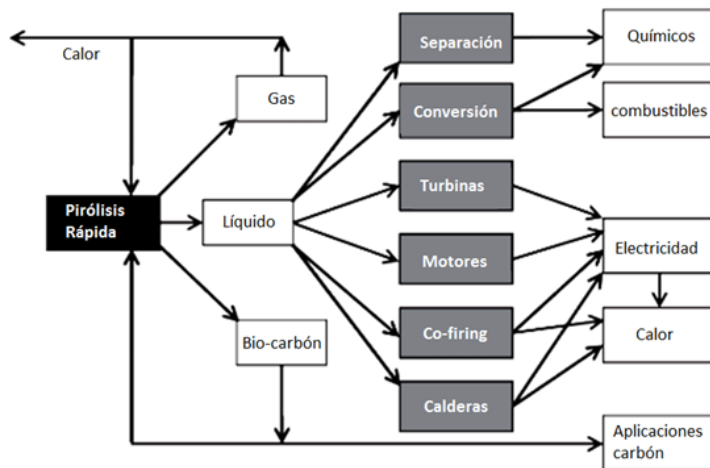 Calor
Gas
Pirólisis
Rápida
Líquido
Bio-carbón
Separación
Conversión
Turbinas
Motores
Co-firing
Calderas
Químicos
combustibles
Electricidad
Calor
Aplicaciones
carbón